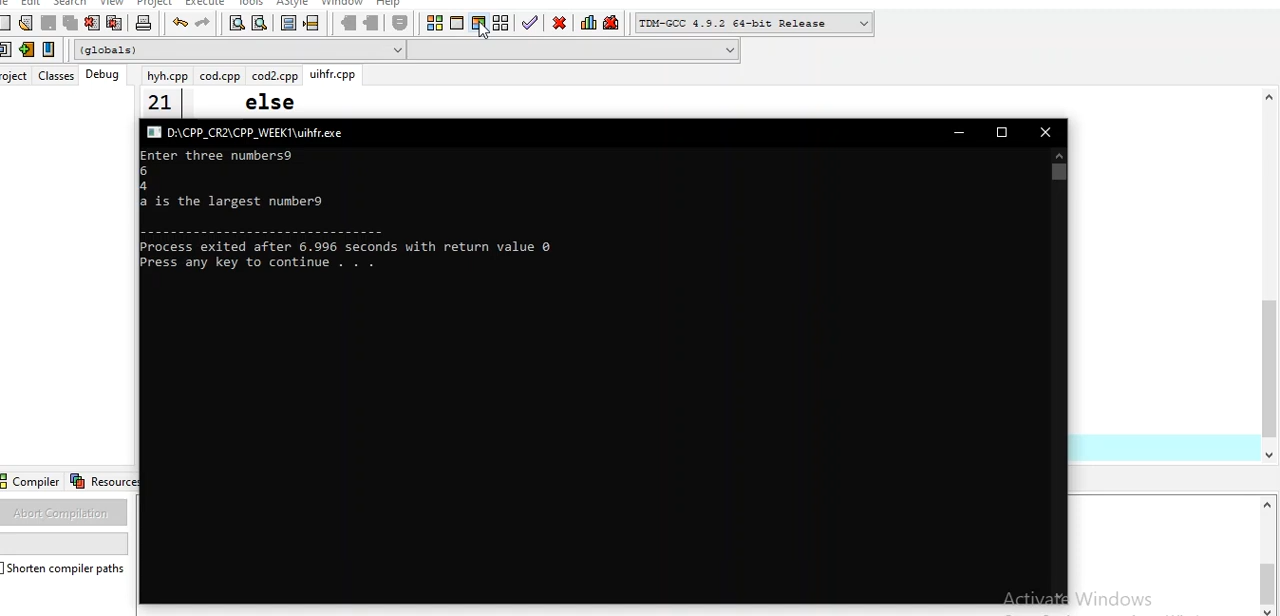 Edit Search View Project Execute Tools AStyle Window Help
TDM-GCC 4.9.2 64-bit Release
(globals)
roject Classes Debug hyh.cpp cod.cpp cod2.cpp uihfr.cpp
21 else
D:\CPP_CR2\CPP_WEEK1\uihfr.exe
Enter three numbers9
6
4
a is the largest number9
--------------------------------
Process exited after 6.996 seconds with return value 0
Press any key to continue . . .
Compiler Resources
Abort Compilation
Shorten compiler paths
Activate Windows